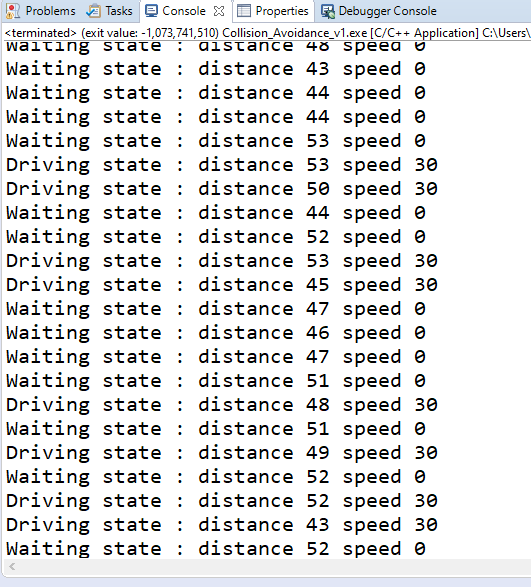 Problems Tasks Console Properties Debugger Console
<terminated> (exit value: -1,073,741,510) Collision_Avoidance_v1.exe [C/C++ Application] C:\Users\
Waiting state : distance 48 speed 0
Waiting state : distance 43 speed 0
Waiting state : distance 44 speed 0
Waiting state : distance 44 speed 0
Waiting state : distance 53 speed 0
Driving state : distance 53 speed 30
Driving state : distance 50 speed 30
Waiting state : distance 44 speed 0
Waiting state : distance 52 speed 0
Driving state : distance 53 speed 30
Driving state : distance 45 speed 30
Waiting state : distance 47 speed 0
Waiting state : distance 46 speed 0
Waiting state : distance 47 speed 0
Waiting state : distance 51 speed 0
Driving state : distance 48 speed 30
Waiting state : distance 51 speed 0
Driving state : distance 49 speed 30
Waiting state : distance 52 speed 0
Driving state : distance 52 speed 30
Driving state : distance 43 speed 30
Waiting state : distance 52 speed 0